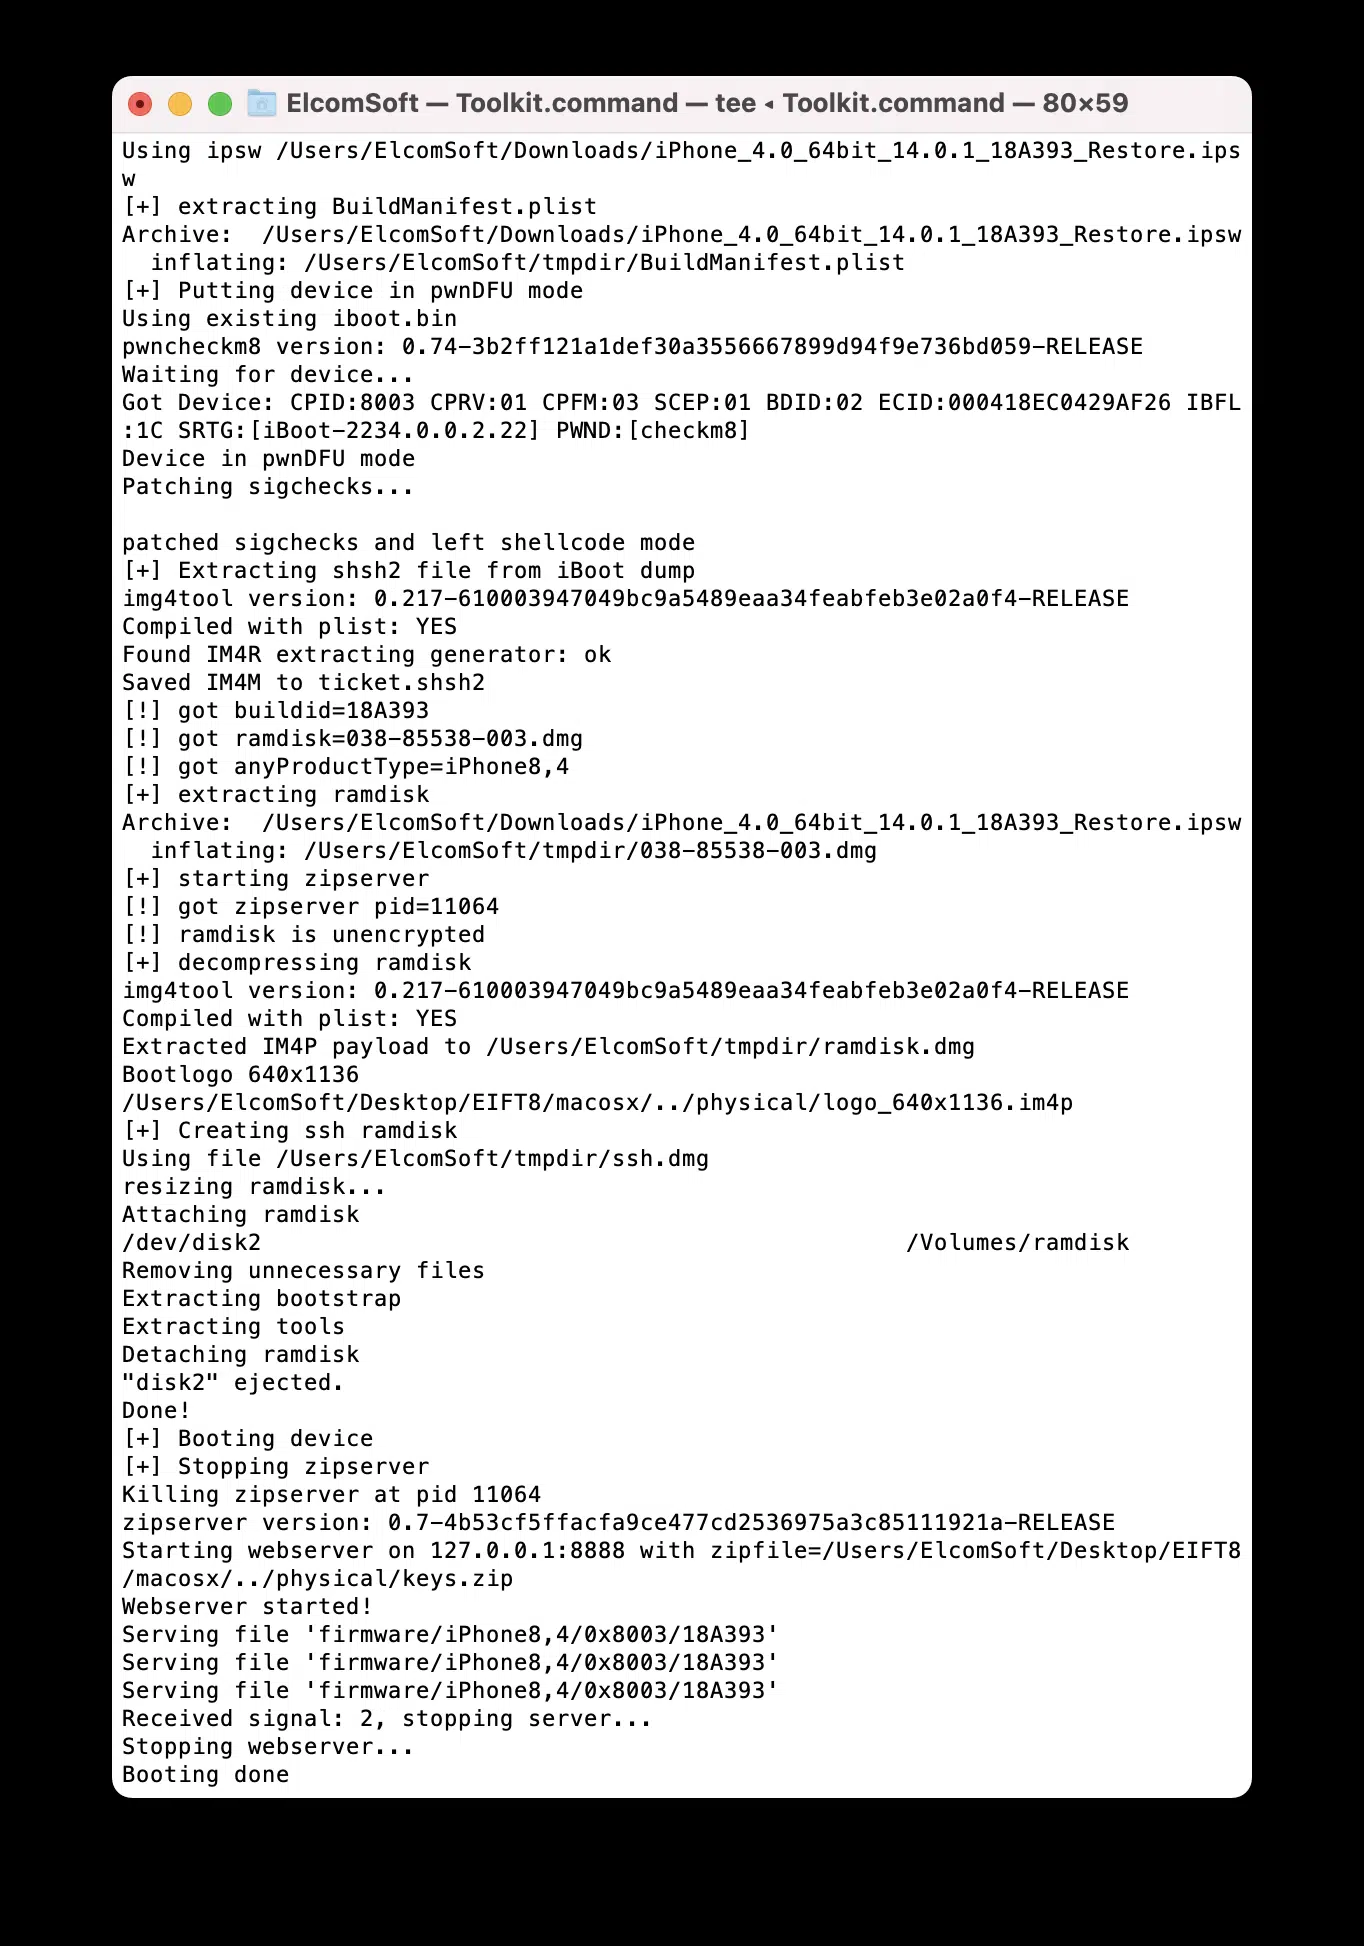 ElcomSoft — Toolkit.command — tee ◂ Toolkit.command — 80×59
Using ipsw /Users/ElcomSoft/Downloads/iPhone_4.0_64bit_14.0.1_18A393_Restore.ips
w
[+] extracting BuildManifest.plist
Archive:  /Users/ElcomSoft/Downloads/iPhone_4.0_64bit_14.0.1_18A393_Restore.ipsw
  inflating: /Users/ElcomSoft/tmpdir/BuildManifest.plist
[+] Putting device in pwnDFU mode
Using existing iboot.bin
pwncheckm8 version: 0.74-3b2ff121a1def30a3556667899d94f9e736bd059-RELEASE
Waiting for device...
Got Device: CPID:8003 CPRV:01 CPFM:03 SCEP:01 BDID:02 ECID:000418EC0429AF26 IBFL
:1C SRTG:[iBoot-2234.0.0.2.22] PWND:[checkm8]
Device in pwnDFU mode
Patching sigchecks...

patched sigchecks and left shellcode mode
[+] Extracting shsh2 file from iBoot dump
img4tool version: 0.217-610003947049bc9a5489eaa34feabfeb3e02a0f4-RELEASE
Compiled with plist: YES
Found IM4R extracting generator: ok
Saved IM4M to ticket.shsh2
[!] got buildid=18A393
[!] got ramdisk=038-85538-003.dmg
[!] got anyProductType=iPhone8,4
[+] extracting ramdisk
Archive:  /Users/ElcomSoft/Downloads/iPhone_4.0_64bit_14.0.1_18A393_Restore.ipsw
  inflating: /Users/ElcomSoft/tmpdir/038-85538-003.dmg
[+] starting zipserver
[!] got zipserver pid=11064
[!] ramdisk is unencrypted
[+] decompressing ramdisk
img4tool version: 0.217-610003947049bc9a5489eaa34feabfeb3e02a0f4-RELEASE
Compiled with plist: YES
Extracted IM4P payload to /Users/ElcomSoft/tmpdir/ramdisk.dmg
Bootlogo 640x1136
/Users/ElcomSoft/Desktop/EIFT8/macosx/../physical/logo_640x1136.im4p
[+] Creating ssh ramdisk
Using file /Users/ElcomSoft/tmpdir/ssh.dmg
resizing ramdisk...
Attaching ramdisk
/dev/disk2                                              /Volumes/ramdisk
Removing unnecessary files
Extracting bootstrap
Extracting tools
Detaching ramdisk
"disk2" ejected.
Done!
[+] Booting device
[+] Stopping zipserver
Killing zipserver at pid 11064
zipserver version: 0.7-4b53cf5ffacfa9ce477cd2536975a3c85111921a-RELEASE
Starting webserver on 127.0.0.1:8888 with zipfile=/Users/ElcomSoft/Desktop/EIFT8
/macosx/../physical/keys.zip
Webserver started!
Serving file 'firmware/iPhone8,4/0x8003/18A393'
Serving file 'firmware/iPhone8,4/0x8003/18A393'
Serving file 'firmware/iPhone8,4/0x8003/18A393'
Received signal: 2, stopping server...
Stopping webserver...
Booting done